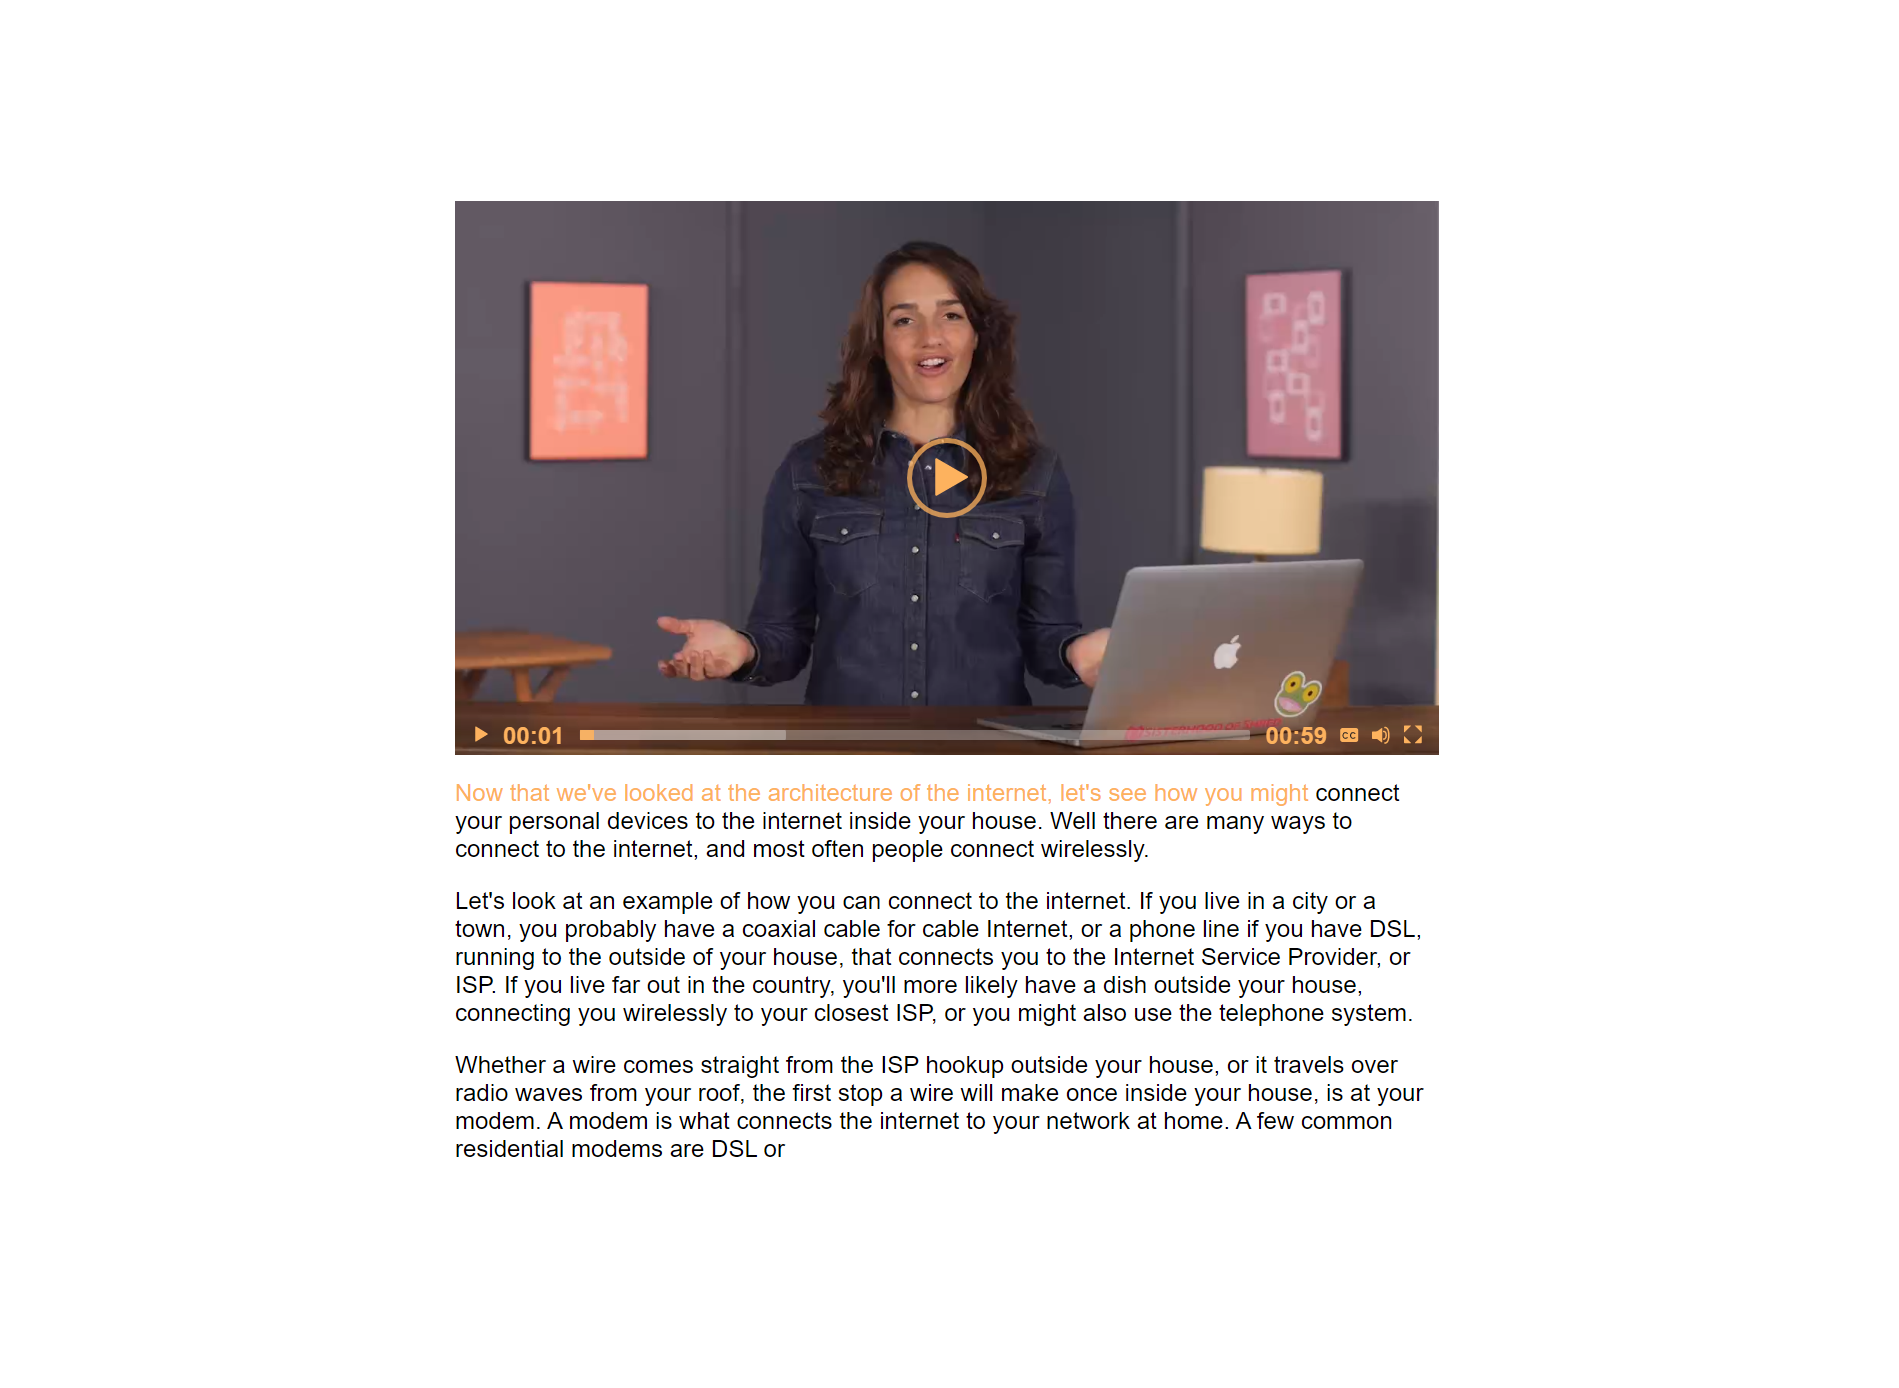 SISTERHOOD OF SHRED
00:01
00:59
CC
Now that we've looked at the architecture of the internet, let's see how you might connect
your personal devices to the internet inside your house. Well there are many ways to
connect to the internet, and most often people connect wirelessly.
Let's look at an example of how you can connect to the internet. If you live in a city or a
town, you probably have a coaxial cable for cable Internet, or a phone line if you have DSL,
running to the outside of your house, that connects you to the Internet Service Provider, or
ISP. If you live far out in the country, you'll more likely have a dish outside your house,
connecting you wirelessly to your closest ISP, or you might also use the telephone system.
Whether a wire comes straight from the ISP hookup outside your house, or it travels over
radio waves from your roof, the first stop a wire will make once inside your house, is at your
modem. A modem is what connects the internet to your network at home. A few common
residential modems are DSL or